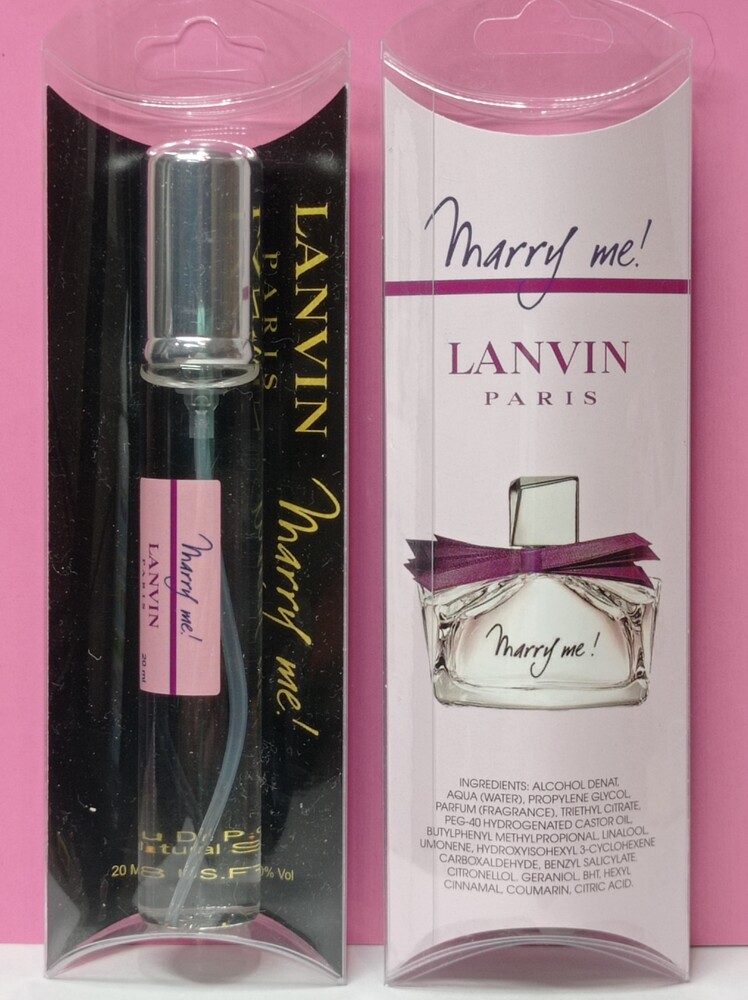 LANVIN
PARIS
Marry me!
Marry me!
LANVIN
PARIS
20 ml
20 M
% Vol
Marry me!
LANVIN
PARIS
Marry me!
INGREDIENTS: ALCOHOL DENAT,
AQUA (WATER), PROPYLENE GLYCOL,
PARFUM (FRAGRANCE), TRIETHYL CITRATE,
PEG-40 HYDROGENATED CASTOR OIL,
BUTYLPHENYL METHYLPROPIONAL, LINALOOL,
UMONENE, HYDROXYISOHEXYL 3-CYCLOHEXENE
CARBOXALDEHYDE, BENZYL SALICYLATE,
CITRONELLOL, GERANIOL, BHT, HEXYL
CINNAMAL, COUMARIN, CITRIC ACID.